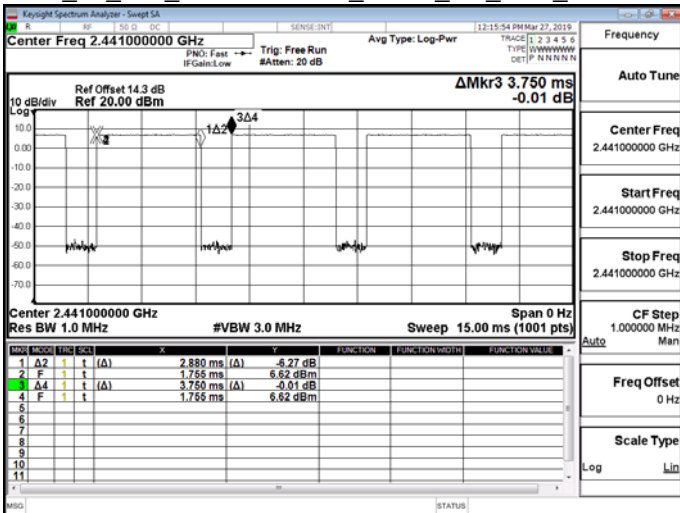 Keysight Spectrum Analyzer - Swept SA
R RF 50 Ω DC SENSE:INT 12:15:54 PM Mar 27, 2019
Center Freq 2.441000000 GHz
PNO: Fast
IFGain:Low
Trig: Free Run
#Atten: 20 dB
Avg Type: Log-Pwr
TRACE 1 2 3 4 5 6
TYPE WWWWWW
DET P N N N N N
Ref Offset 14.3 dB
Ref 20.00 dBm
10 dB/div
Log
ΔMkr3 3.750 ms
-0.01 dB
1Δ2
3Δ4
10.0
0.00
-10.0
-20.0
-30.0
-40.0
-50.0
-60.0
-70.0
Center 2.441000000 GHz
Span 0 Hz
Res BW 1.0 MHz
#VBW 3.0 MHz
Sweep 15.00 ms (1001 pts)
MKR MODE TRC SCL X Y FUNCTION FUNCTION WIDTH FUNCTION VALUE
1 Δ2 1 t (Δ) 2.880 ms (Δ) -6.27 dB
2 F 1 t 1.755 ms 6.62 dBm
3 Δ4 1 t (Δ) 3.750 ms (Δ) -0.01 dB
4 F 1 t 1.755 ms 6.62 dBm
5
6
7
8
9
10
11
MSG
STATUS
Frequency
Auto Tune
Center Freq
2.441000000 GHz
Start Freq
2.441000000 GHz
Stop Freq
2.441000000 GHz
CF Step
1.000000 MHz
Auto Man
Freq Offset
0 Hz
Scale Type
Log Lin